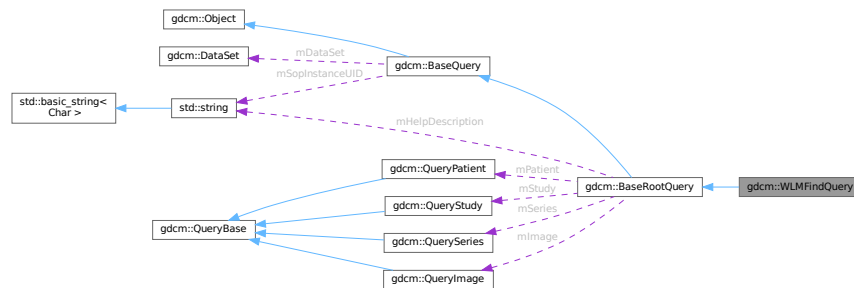 gdcm::Object
gdcm::DataSet
mDataSet
gdcm::BaseQuery
mSopInstanceUID
std::basic_string<
Char >
std::string
mHelpDescription
gdcm::QueryPatient
mPatient
gdcm::BaseRootQuery
gdcm::WLMFindQuery
mStudy
gdcm::QueryStudy
mSeries
gdcm::QueryBase
gdcm::QuerySeries
mImage
gdcm::QueryImage